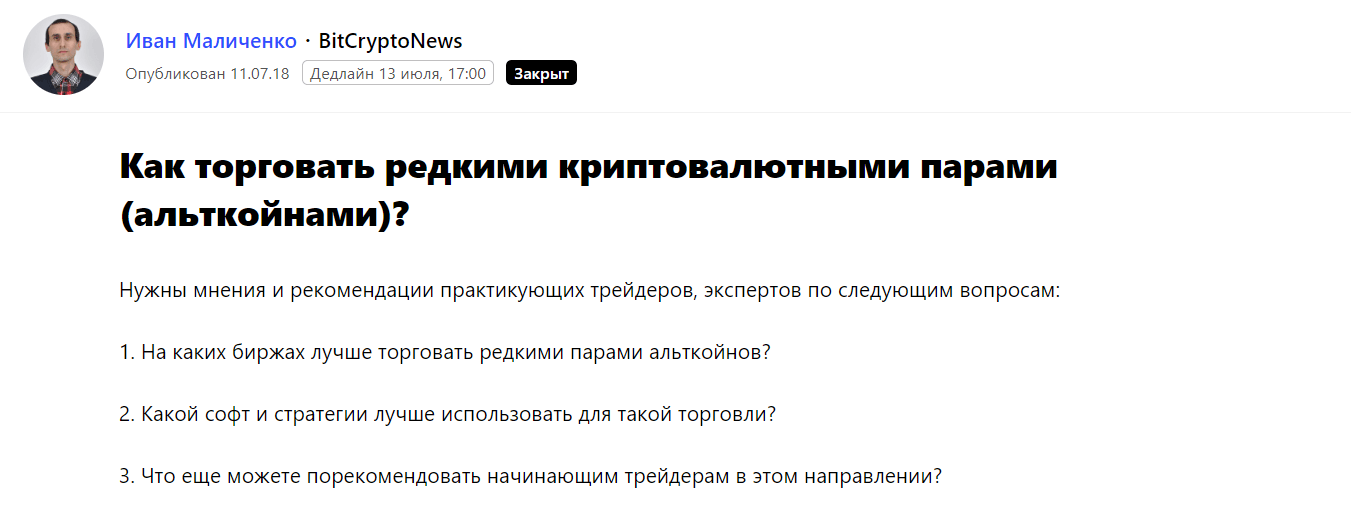 Иван Маличенко · BitCryptoNews
Опубликован 11.07.18 Дедлайн 13 июля, 17:00 Закрыт
Как торговать редкими криптовалютными парами
(альткойнами)?
Нужны мнения и рекомендации практикующих трейдеров, экспертов по следующим вопросам:
1. На каких биржах лучше торговать редкими парами альткойнов?
2. Какой софт и стратегии лучше использовать для такой торговли?
3. Что еще можете порекомендовать начинающим трейдерам в этом направлении?